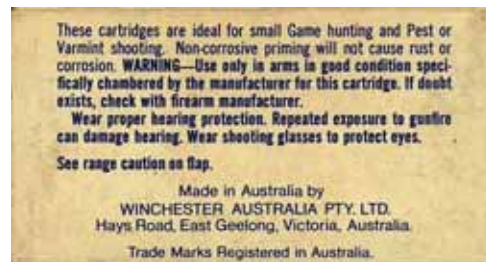 These cartridges are ideal for small Game hunting and Pest or
Varmint shooting. Non-corrosive priming will not cause rust or
corrosion. WARNING—Use only in arms in good condition speci-
fically chambered by the manufacturer for this cartridge. If doubt
exists, check with firearm manufacturer.
Wear proper hearing protection. Repeated exposure to gunfire
can damage hearing. Wear shooting glasses to protect eyes.
See range caution on flap.
Made in Australia by
WINCHESTER AUSTRALIA PTY. LTD.
Hays Road, East Geelong, Victoria, Australia.
Trade Marks Registered in Australia.